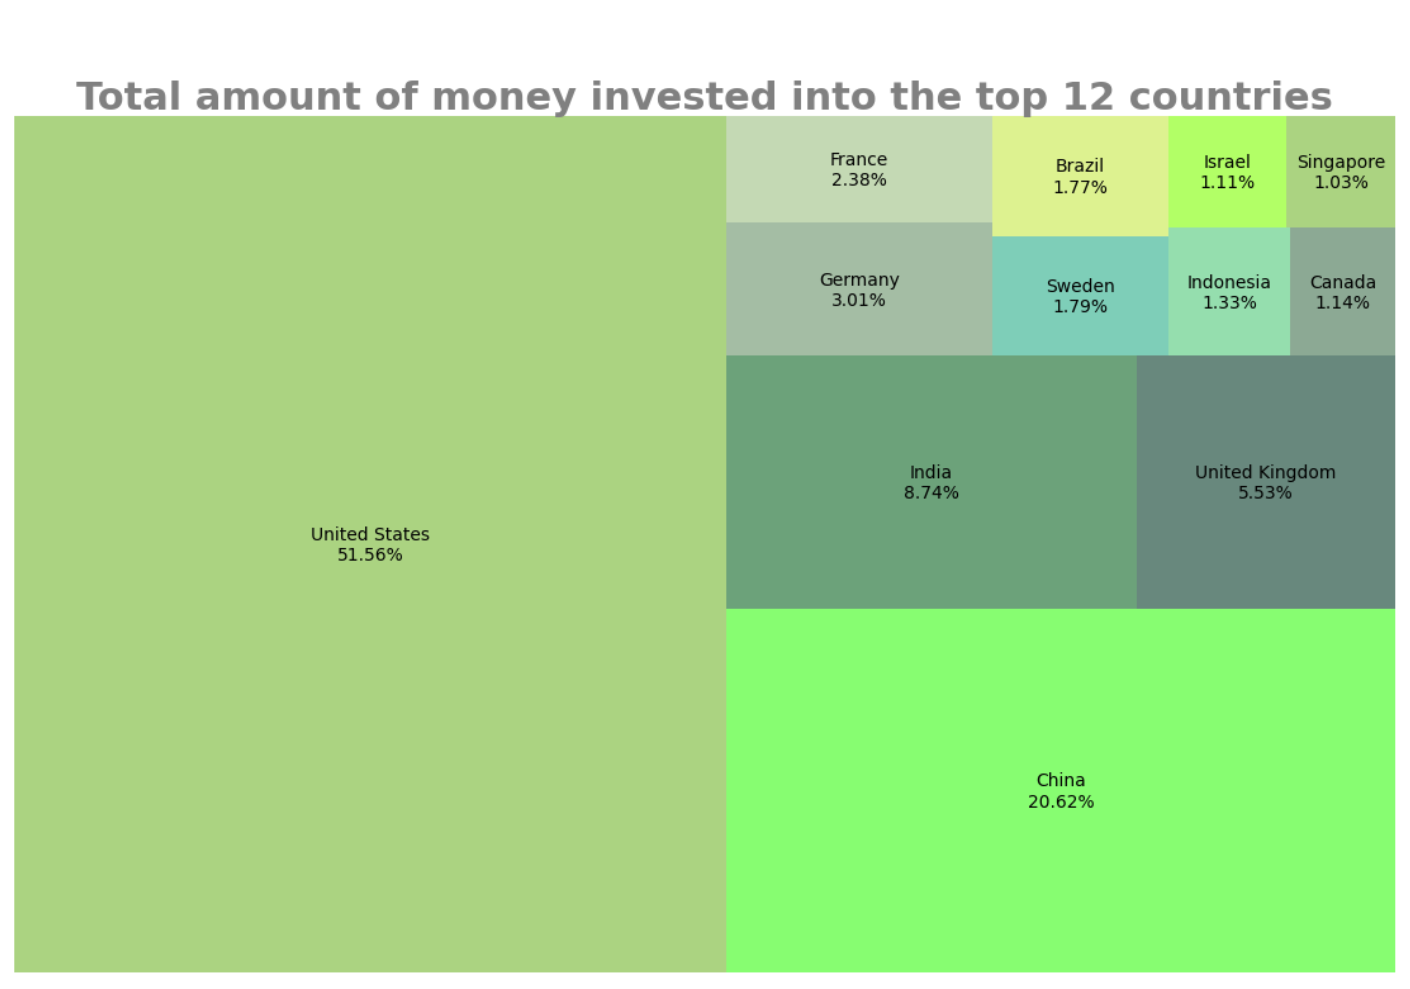 Total amount of money invested into the top 12 countries
France
2.38%
Brazil
1.77%
Israel
1.11%
Singapore
1.03%
Germany
3.01%
Sweden
1.79%
Indonesia
1.33%
Canada
1.14%
India
8.74%
United Kingdom
5.53%
United States
51.56%
China
20.62%